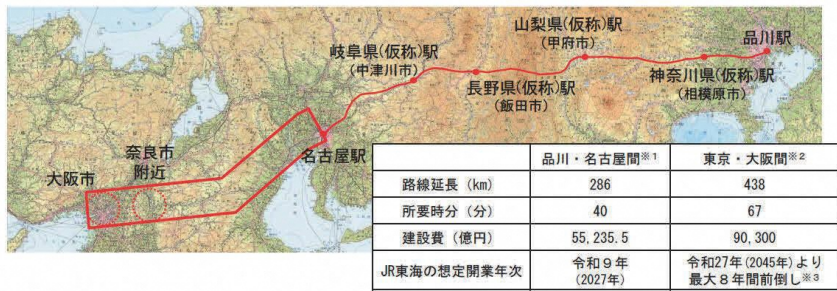 山梨県(仮称)駅
(甲府市)
品川駅
岐阜県(仮称)駅
(中津川市)
長野県(仮称)駅
(飯田市)
神奈川県(仮称)駅
(相模原市)
奈良市
附近
大阪市
名古屋駅
品川・名古屋間※1 東京・大阪間※2
路線延長 (km) 286 438
所要時分 (分) 40 67
建設費 (億円) 55,235.5 90,300
JR東海の想定開業年次 令和9年 (2027年) 令和27年(2045年)より 最大8年間前倒し※3